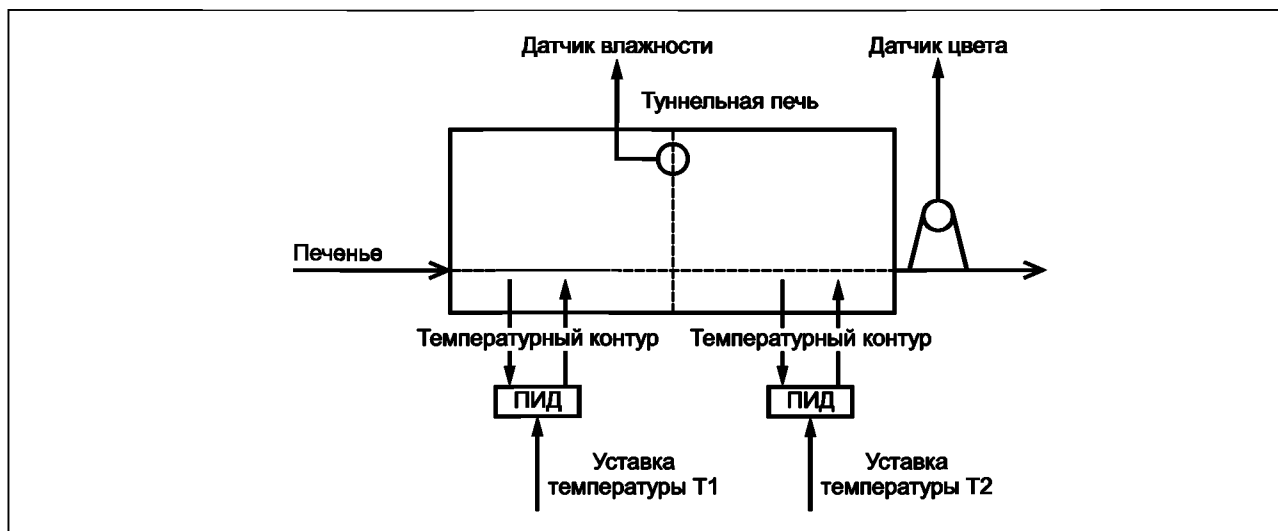 Датчик влажности
Датчик цвета
Туннельная печь
Печенье
Температурный контур
Температурный контур
ПИД
ПИД
Уставка
температуры Т1
Уставка
температуры Т2